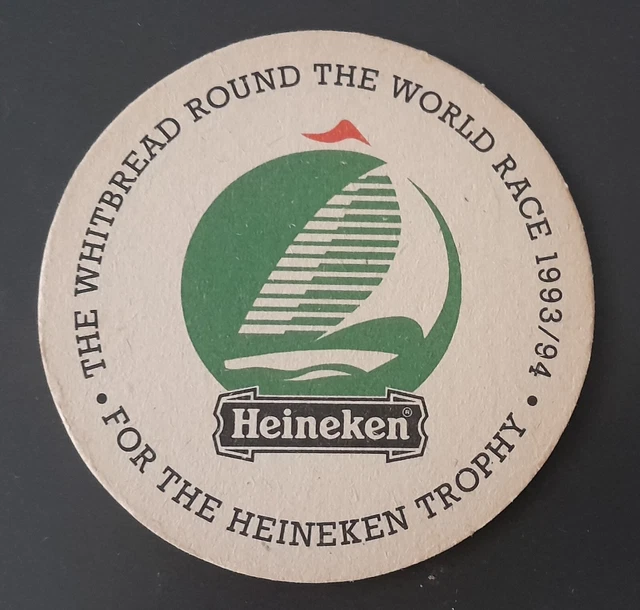 THE WHITBREAD ROUND THE WORLD RACE 1993/94
Heineken®
• FOR THE HEINEKEN TROPHY •